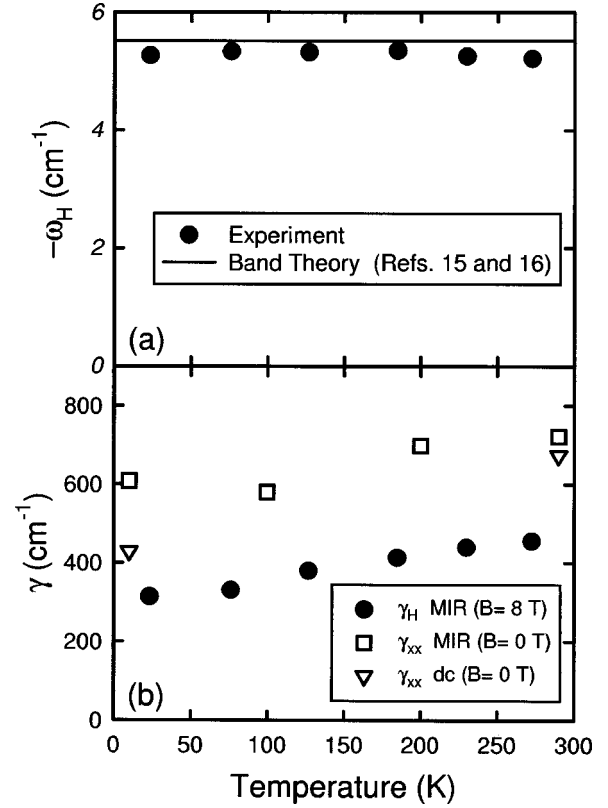 6
4
2
0
−ω_H (cm⁻¹)
Experiment
Band Theory (Refs. 15 and 16)
(a)
800
600
400
200
0
γ (cm⁻¹)
γ_H MIR (B= 8 T)
γ_xx MIR (B= 0 T)
γ_xx dc (B= 0 T)
(b)
0 50 100 150 200 250 300
Temperature (K)